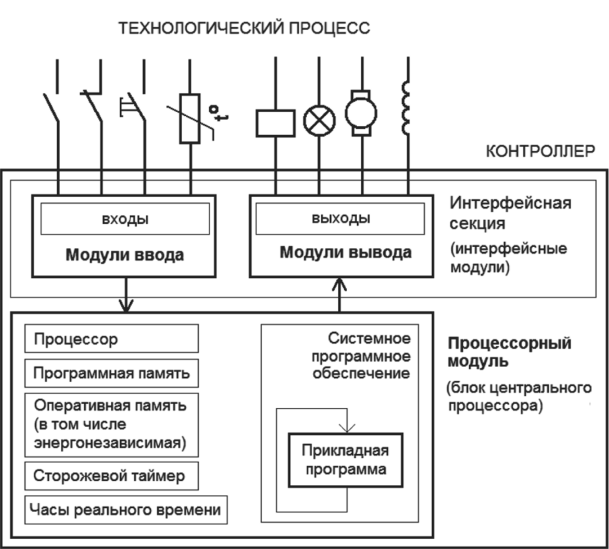 ТЕХНОЛОГИЧЕСКИЙ ПРОЦЕСС
t°
КОНТРОЛЛЕР
входы
Модули ввода
выходы
Модули вывода
Интерфейсная
секция
(интерфейсные
модули)
Процессор
Программная память
Оперативная память
(в том числе
энергонезависимая)
Сторожевой таймер
Часы реального времени
Системное
программное
обеспечение
Прикладная
программа
Процессорный
модуль
(блок центрального
процессора)